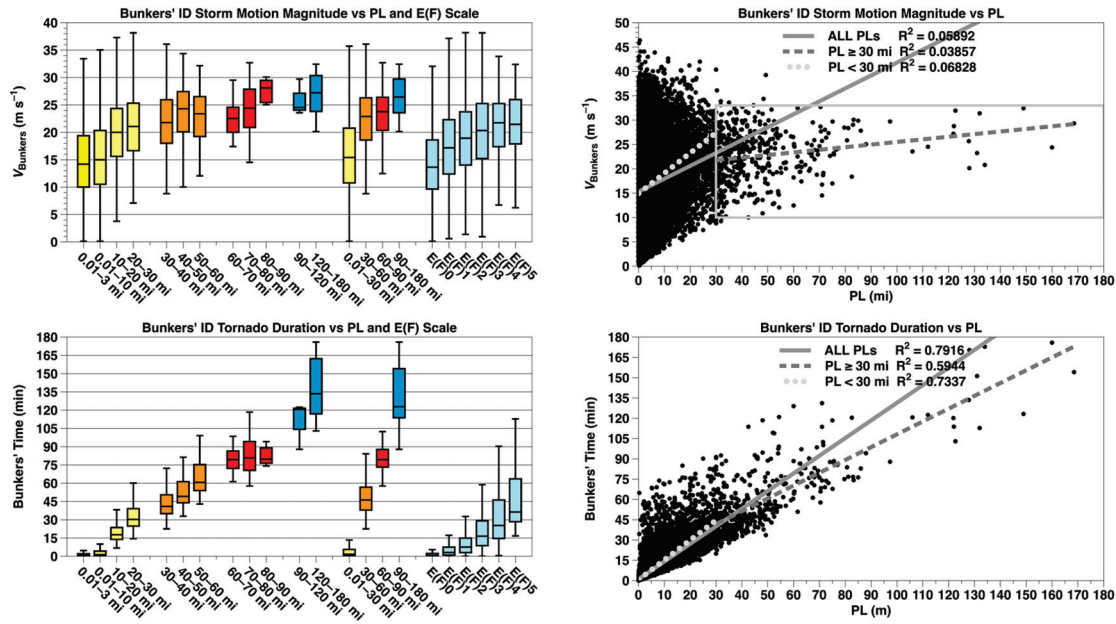 Bunkers' ID Storm Motion Magnitude vs PL and E(F) Scale
40
35
30
25
20
15
10
5
0
V_Bunkers (m s⁻¹)
0.01–3 mi
0.01–10 mi
10–20 mi
20–30 mi
30–40 mi
40–50 mi
50–60 mi
60–70 mi
70–80 mi
80–90 mi
90–120 mi
120–180 mi
0.01–30 mi
30–60 mi
60–90 mi
90–180 mi
E(F)0
E(F)1
E(F)2
E(F)3
E(F)4
E(F)5
Bunkers' ID Storm Motion Magnitude vs PL
ALL PLs R² = 0.05892
PL ≥ 30 mi R² = 0.03857
PL < 30 mi R² = 0.06828
50
45
40
35
30
25
20
15
10
5
0
V_Bunkers (m s⁻¹)
0 10 20 30 40 50 60 70 80 90 100 110 120 130 140 150 160 170 180
PL (mi)
Bunkers' ID Tornado Duration vs PL and E(F) Scale
180
165
150
135
120
105
90
75
60
45
30
15
0
Bunkers' Time (min)
0.01–3 mi
0.01–10 mi
10–20 mi
20–30 mi
30–40 mi
40–50 mi
50–60 mi
60–70 mi
70–80 mi
80–90 mi
90–120 mi
120–180 mi
0.01–30 mi
30–60 mi
60–90 mi
90–180 mi
E(F)0
E(F)1
E(F)2
E(F)3
E(F)4
E(F)5
Bunkers' ID Tornado Duration vs PL
ALL PLs R² = 0.7916
PL ≥ 30 mi R² = 0.5944
PL < 30 mi R² = 0.7337
180
165
150
135
120
105
90
75
60
45
30
15
0
Bunkers' Time (min)
0 10 20 30 40 50 60 70 80 90 100 110 120 130 140 150 160 170 180
PL (m)